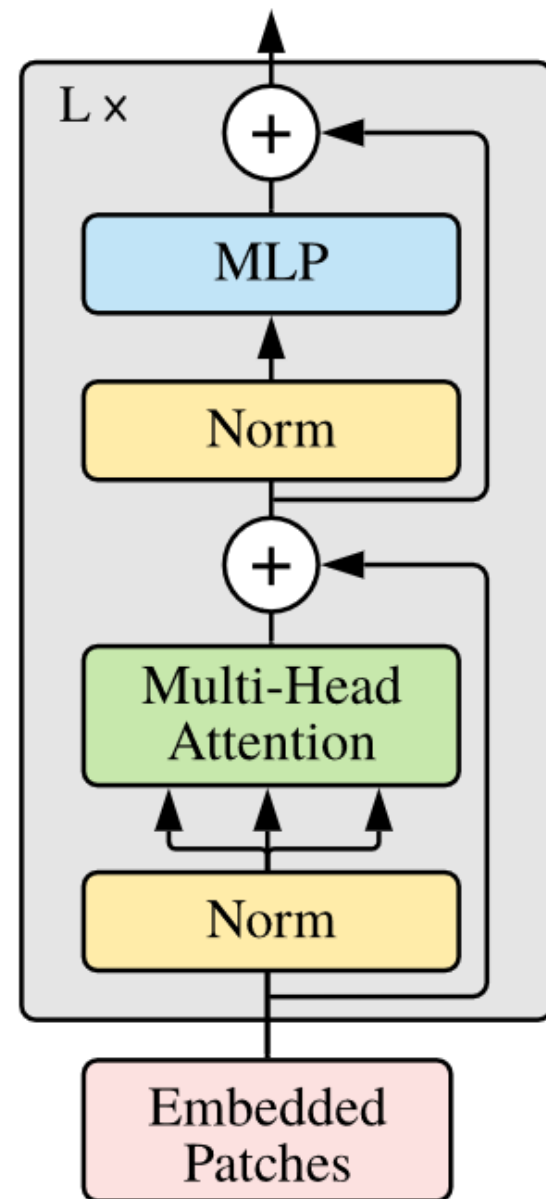 L ×
+
MLP
Norm
+
Multi-Head
Attention
Norm
Embedded
Patches